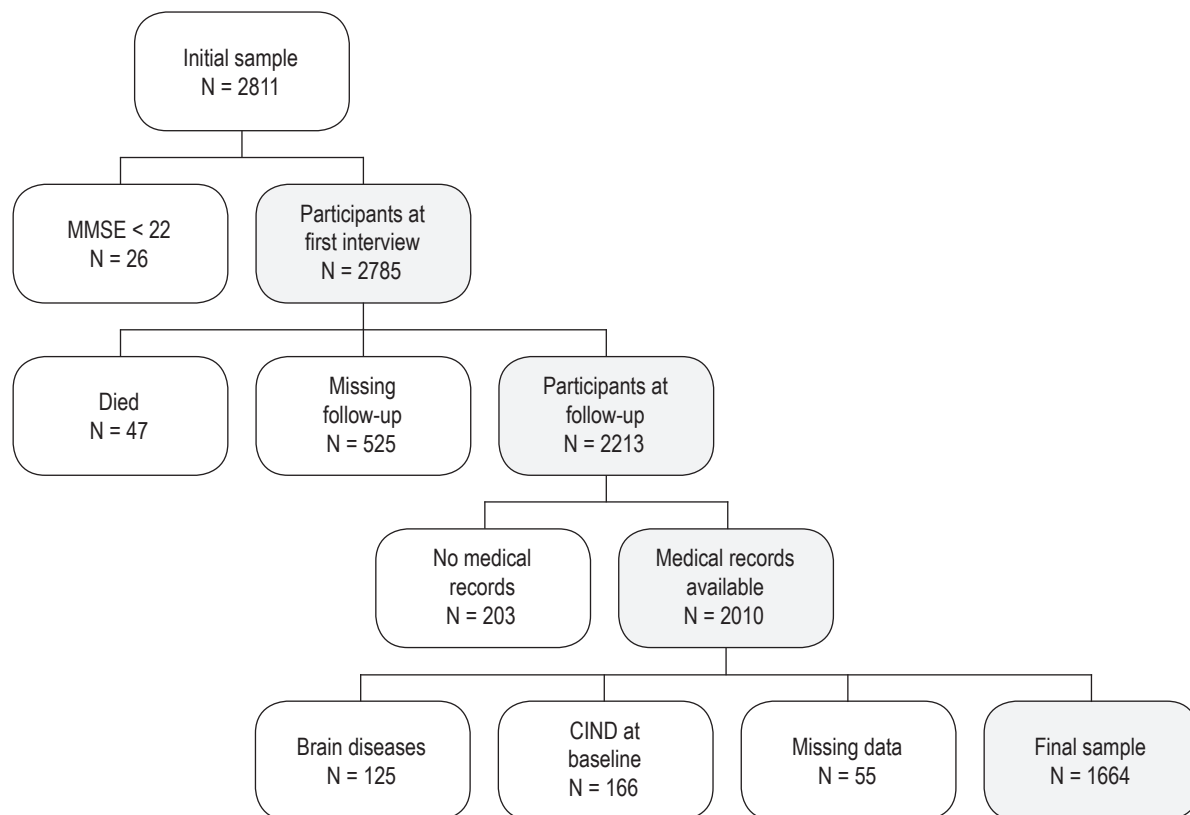 Initial sample
N = 2811
MMSE < 22
N = 26
Participants at
first interview
N = 2785
Died
N = 47
Missing
follow-up
N = 525
Participants at
follow-up
N = 2213
No medical
records
N = 203
Medical records
available
N = 2010
Brain diseases
N = 125
CIND at
baseline
N = 166
Missing data
N = 55
Final sample
N = 1664